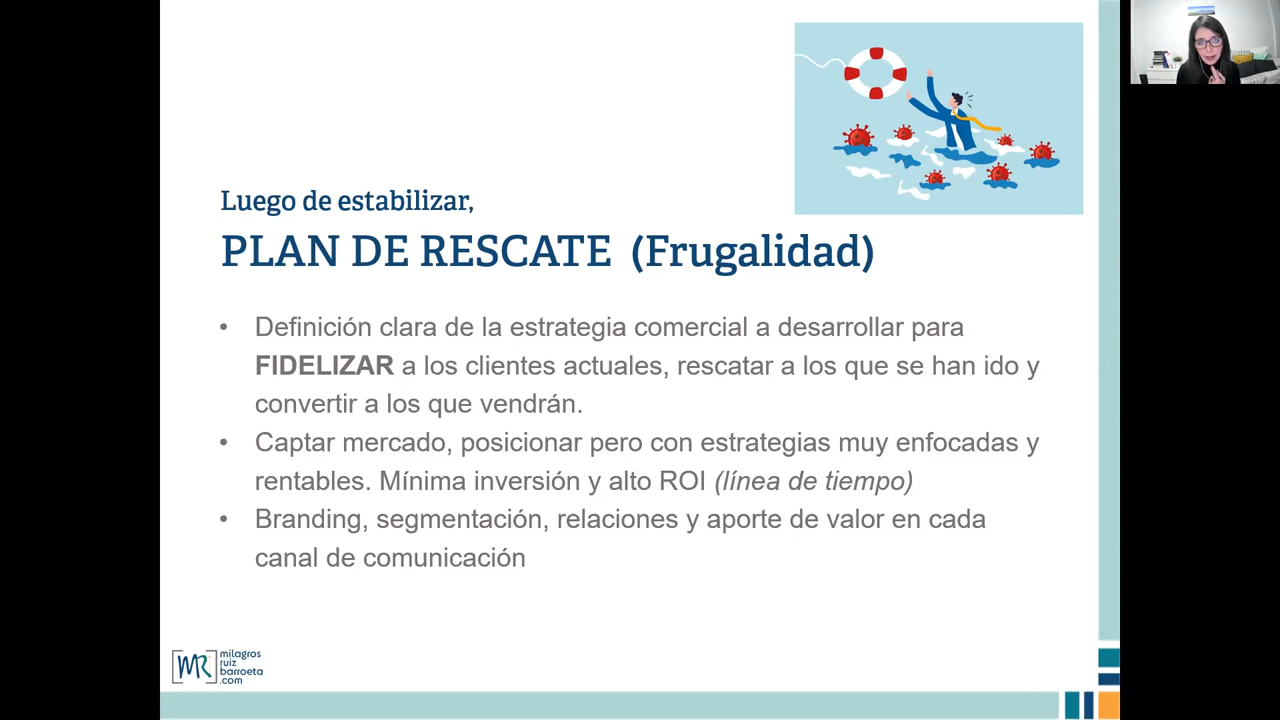 Luego de estabilizar,
PLAN DE RESCATE (Frugalidad)
• Definición clara de la estrategia comercial a desarrollar para
FIDELIZAR a los clientes actuales, rescatar a los que se han ido y
convertir a los que vendrán.
• Captar mercado, posicionar pero con estrategias muy enfocadas y
rentables. Mínima inversión y alto ROI (línea de tiempo)
• Branding, segmentación, relaciones y aporte de valor en cada
canal de comunicación
MR
milagros
ruiz
barroeta
.com